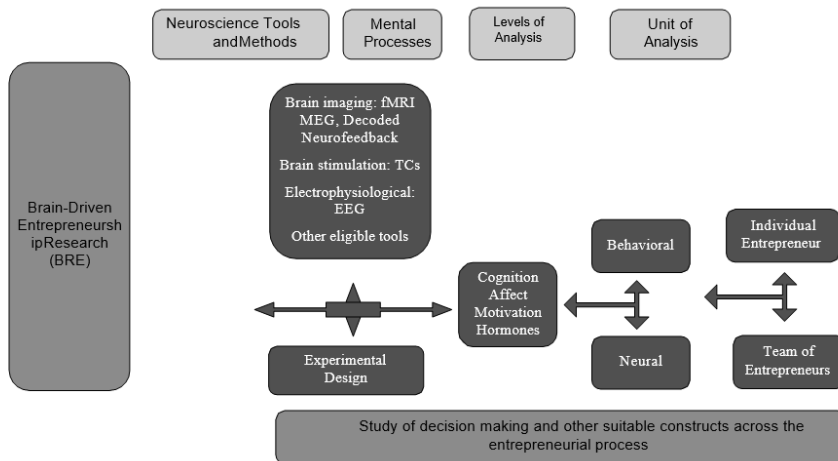 Neuroscience Tools
andMethods
Mental
Processes
Levels of
Analysis
Unit of
Analysis
Brain-Driven
Entrepreneursh
ipResearch
(BRE)
Brain imaging: fMRI
MEG, Decoded
Neurofeedback
Brain stimulation: TCs
Electrophysiological:
EEG
Other eligible tools
Experimental
Design
Cognition
Affect
Motivation
Hormones
Behavioral
Neural
Individual
Entrepreneur
Team of
Entrepreneurs
Study of decision making and other suitable constructs across the
entrepreneurial process